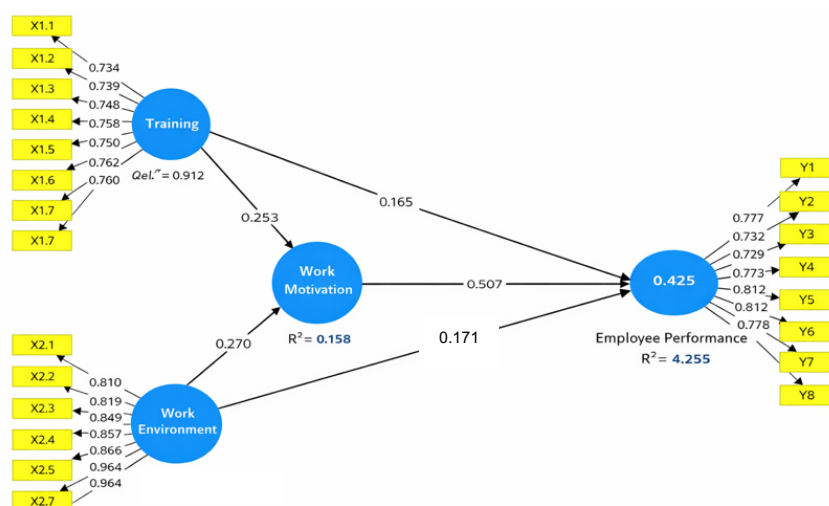 X1.1
X1.2
X1.3
X1.4
X1.5
X1.6
X1.7
X1.7
0.734
0.739
0.748
0.758
0.750
0.762
0.760
Training
Qel.″ = 0.912
0.165
0.253
Work
Motivation
R²= 0.158
0.507
0.270
0.171
X2.1
X2.2
X2.3
X2.4
X2.5
X2.7
0.810
0.819
0.849
0.857
0.866
0.964
0.964
Work
Environment
0.425
Employee Performance
R²= 4.255
0.777
0.732
0.729
0.773
0.812
0.812
0.778
Y1
Y2
Y3
Y4
Y5
Y6
Y7
Y8